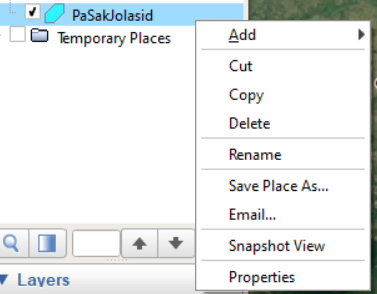 PaSakJolasid
Temporary Places
Add
Cut
Copy
Delete
Rename
Save Place As...
Email...
Snapshot View
Properties
Layers